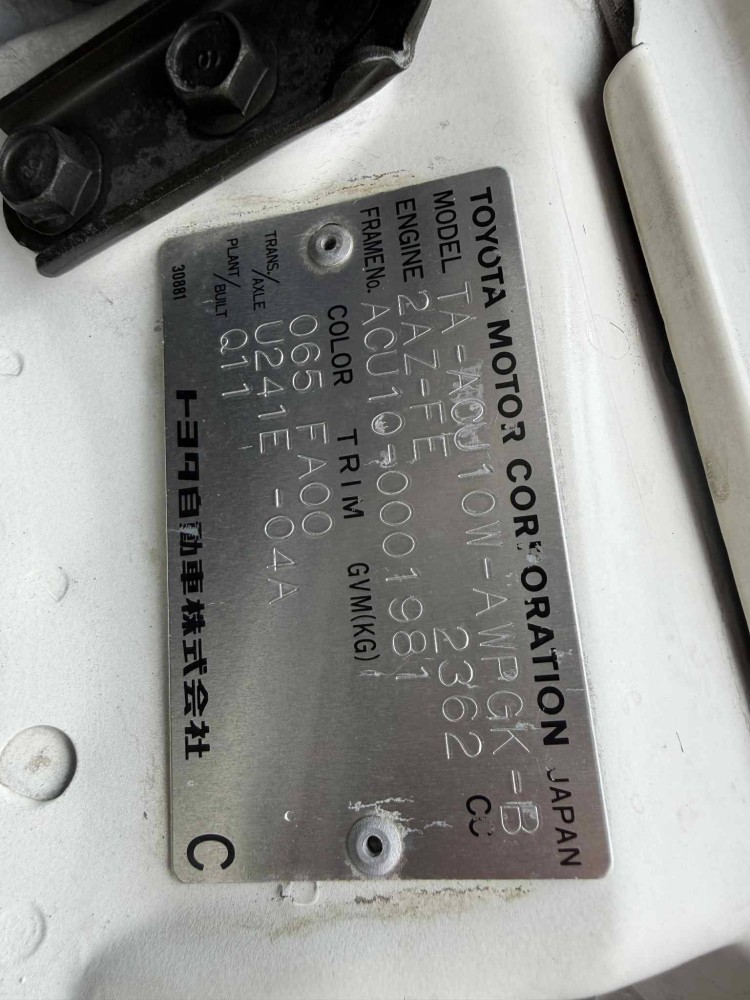 TOYOTA MOTOR CORPORATION JAPAN
MODEL TA-ACU10W-AWPGK-B
ENGINE 2AZ-FE 2362 CC
FRAME No. ACU10-0001981
COLOR TRIM GVM(KG)
065 FA00
TRANS./AXLE U241E -04A
PLANT/BUILT Q11
30881 トヨタ自動車株式会社 C